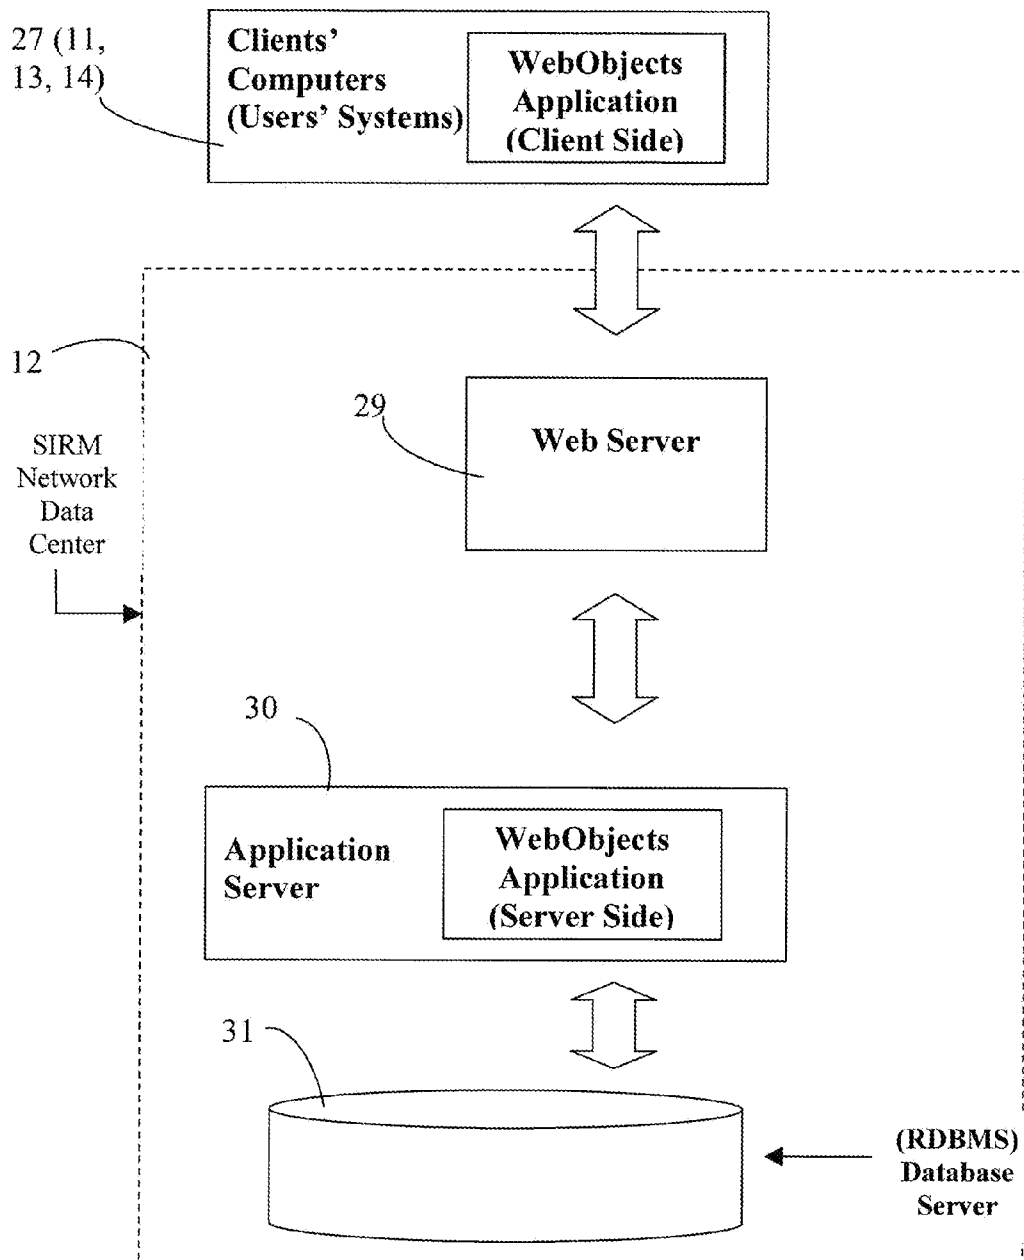 27 (11,
13, 14)
Clients'
Computers
(Users' Systems)
WebObjects
Application
(Client Side)
12
SIRM
Network
Data
Center
29
Web Server
30
Application
Server
WebObjects
Application
(Server Side)
31
(RDBMS)
Database
Server